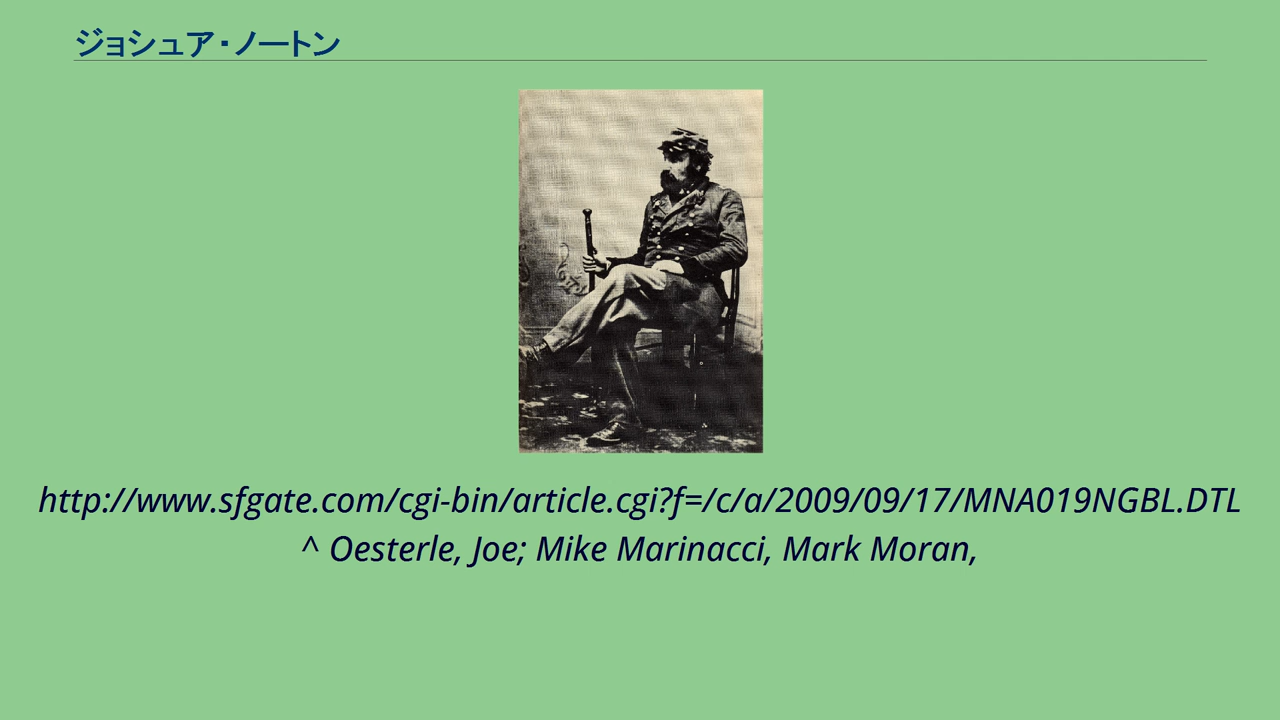 ジョシュア・ノートン
http://www.sfgate.com/cgi-bin/article.cgi?f=/c/a/2009/09/17/MNA019NGBL.DTL
^ Oesterle, Joe; Mike Marinacci, Mark Moran,